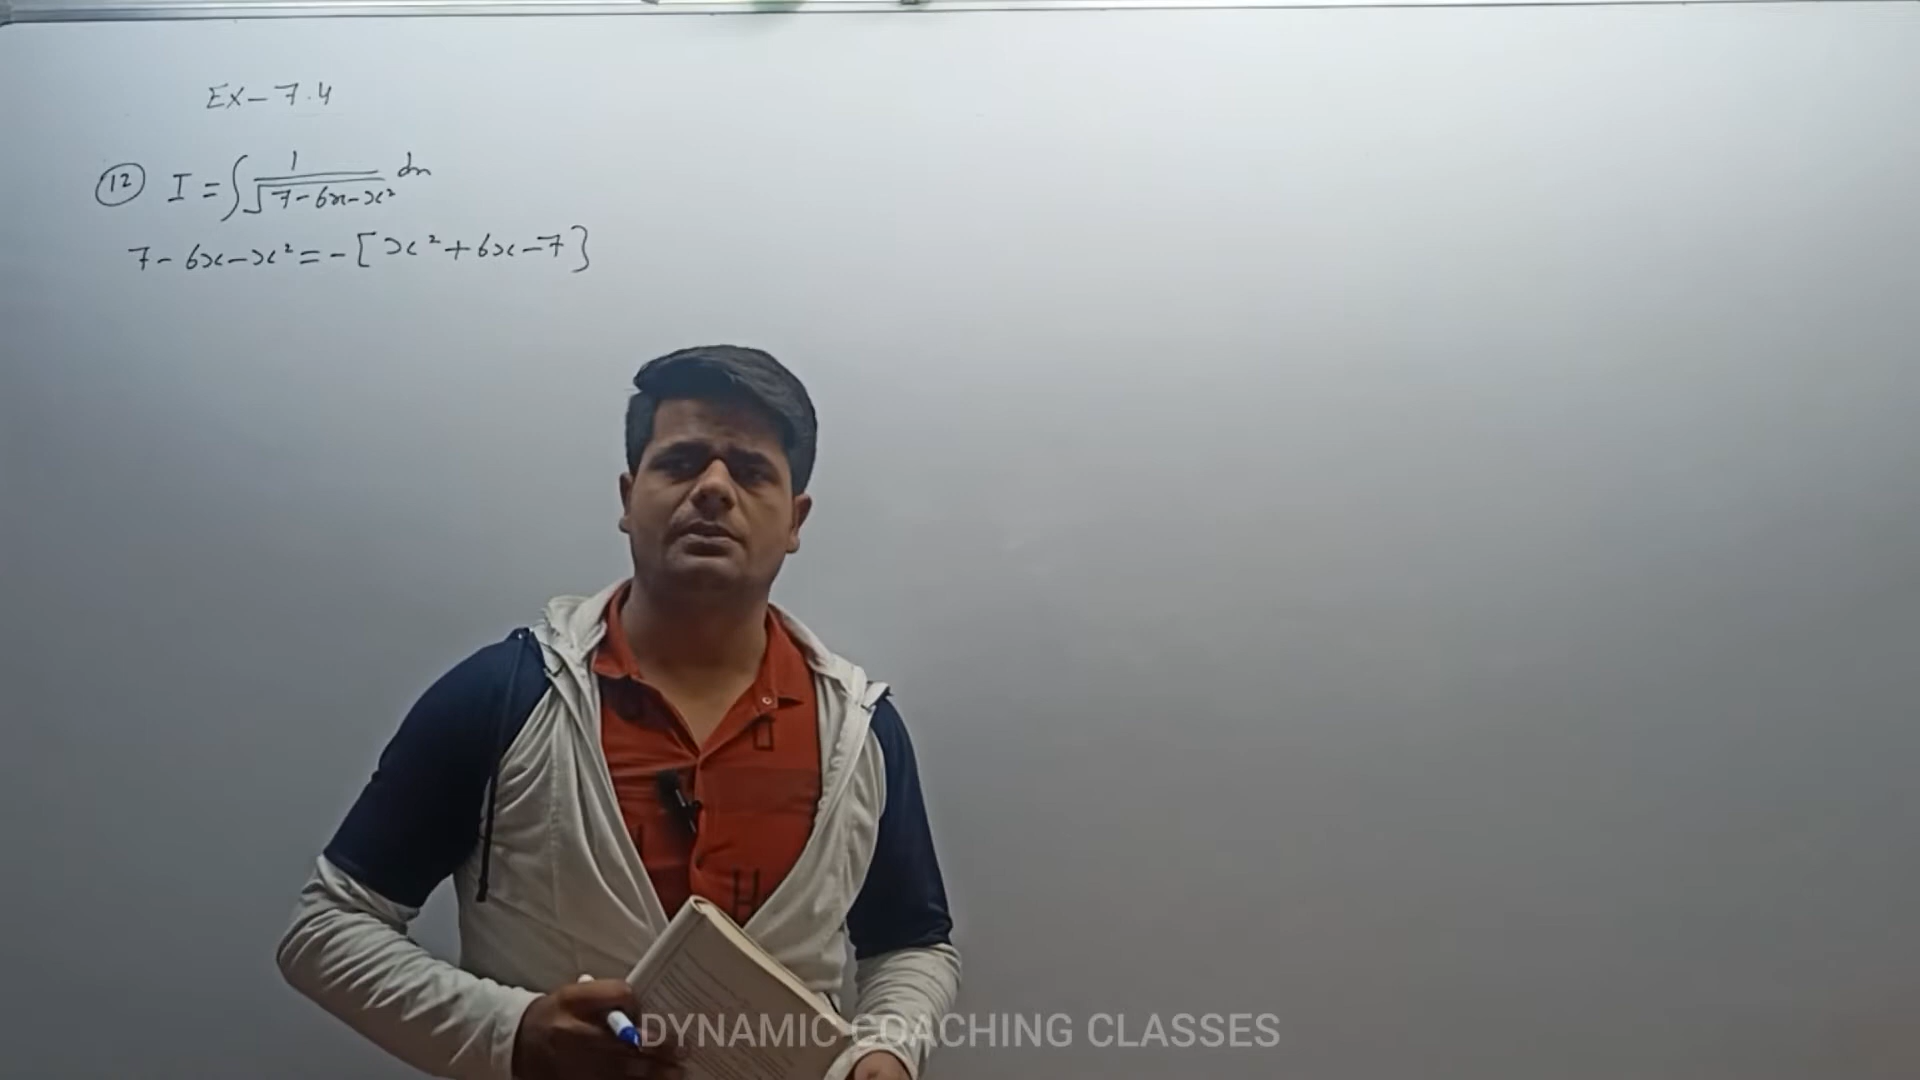 EX-7.4
12 I = ∫ 1/√7-6x-x² dx
7-6x-x² = -[x²+6x-7}
DYNAMIC COACHING CLASSES